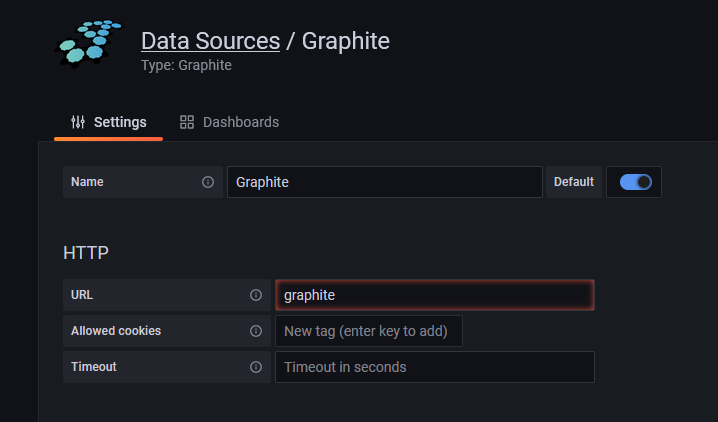 Data Sources / Graphite
Type: Graphite
Settings Dashboards
Name Graphite Default
HTTP
URL graphite
Allowed cookies New tag (enter key to add)
Timeout Timeout in seconds